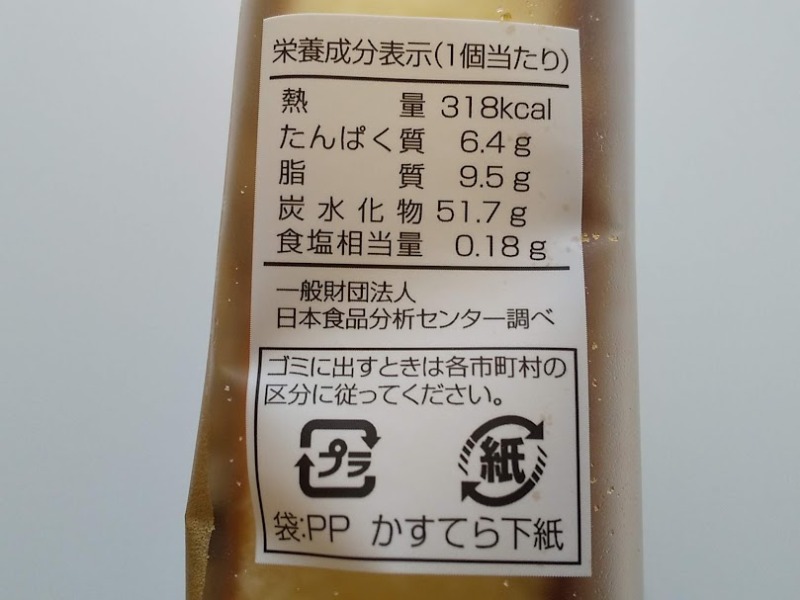 栄養成分表示(1個当たり)
熱量 318kcal
たんぱく質 6.4g
脂質 9.5g
炭水化物 51.7g
食塩相当量 0.18g
一般財団法人
日本食品分析センター調べ
ゴミに出すときは各市町村の
区分に従ってください。
プラ 紙
袋:PP かすてら下紙